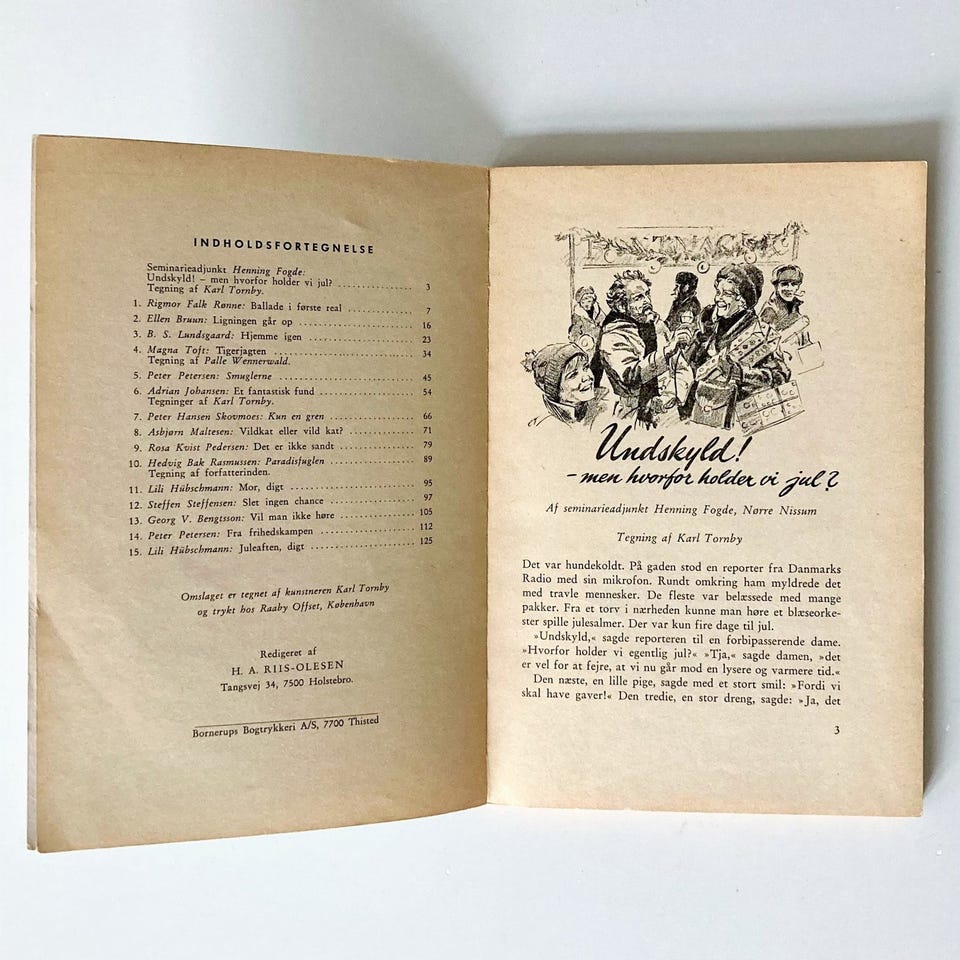 INDHOLDSFORTEGNELSE
Seminarieadjunkt Henning Fogde:
Undskyld! – men hvorfor holder vi jul? .............. 3
Tegning af Karl Tornby.
1. Rigmor Falk Rønne: Ballade i første real .............. 7
2. Ellen Bruun: Ligningen går op .............. 16
3. B. S. Lundsgaard: Hjemme igen .............. 23
4. Magna Toft: Tigerjagten .............. 34
Tegning af Palle Wennerwald.
5. Peter Petersen: Smuglerne .............. 45
6. Adrian Johansen: Et fantastisk fund .............. 54
Tegninger af Karl Tornby.
7. Peter Hansen Skovmoes: Kun en gren .............. 66
8. Asbjørn Maltesen: Vildkat eller vild kat? .............. 71
9. Rosa Kvist Pedersen: Det er ikke sandt .............. 79
10. Hedvig Bak Rasmussen: Paradisfuglen .............. 89
Tegning af forfatterinden.
11. Lili Hübschmann: Mor, digt .............. 95
12. Steffen Steffensen: Slet ingen chance .............. 97
13. Georg V. Bengtsson: Vil man ikke høre .............. 105
14. Peter Petersen: Fra frihedskampen .............. 112
15. Lili Hübschmann: Juleaften, digt .............. 125
Omslaget er tegnet af kunstneren Karl Tornby
og trykt hos Raaby Offset, København
Redigeret af
H. A. RIIS-OLESEN
Tangsvej 34, 7500 Holstebro.
Bornerups Bogtrykkeri A/S, 7700 Thisted
Undskyld!
– men hvorfor holder vi jul?
Af seminarieadjunkt Henning Fogde, Nørre Nissum
Tegning af Karl Tornby
Det var hundekoldt. På gaden stod en reporter fra Danmarks
Radio med sin mikrofon. Rundt omkring ham myldrede det
med travle mennesker. De fleste var belæssede med mange
pakker. Fra et torv i nærheden kunne man høre et blæseorke-
ster spille julesalmer. Der var kun fire dage til jul.
»Undskyld,« sagde reporteren til en forbipasserende dame.
»Hvorfor holder vi egentlig jul?« »Tja,« sagde damen, »det
er vel for at fejre, at vi nu går mod en lysere og varmere tid.«
Den næste, en lille pige, sagde med et stort smil: »Fordi vi
skal have gaver!« Den tredie, en stor dreng, sagde: »Ja, det
3